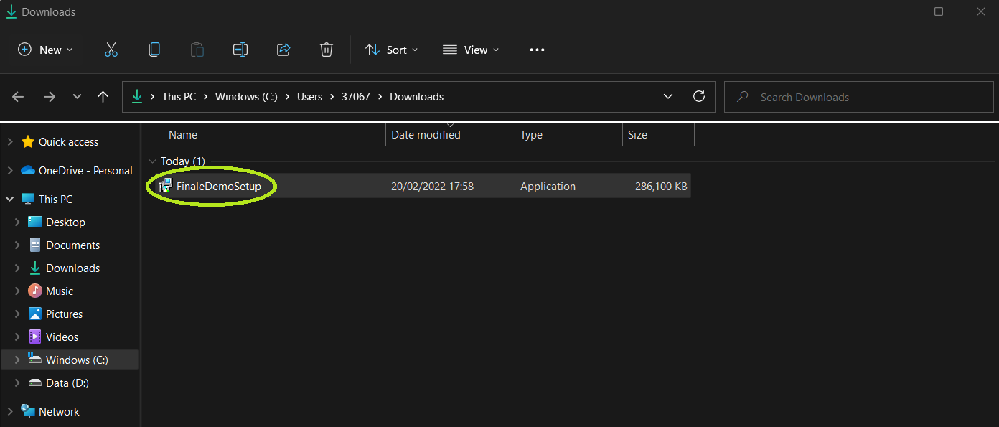 Downloads
New Sort View
This PC Windows (C:) Users 37067 Downloads Search Downloads
Name Date modified Type Size
Quick access
Today (1)
OneDrive - Personal
FinaleDemoSetup 20/02/2022 17:58 Application 286,100 KB
This PC
Desktop
Documents
Downloads
Music
Pictures
Videos
Windows (C:)
Data (D:)
Network